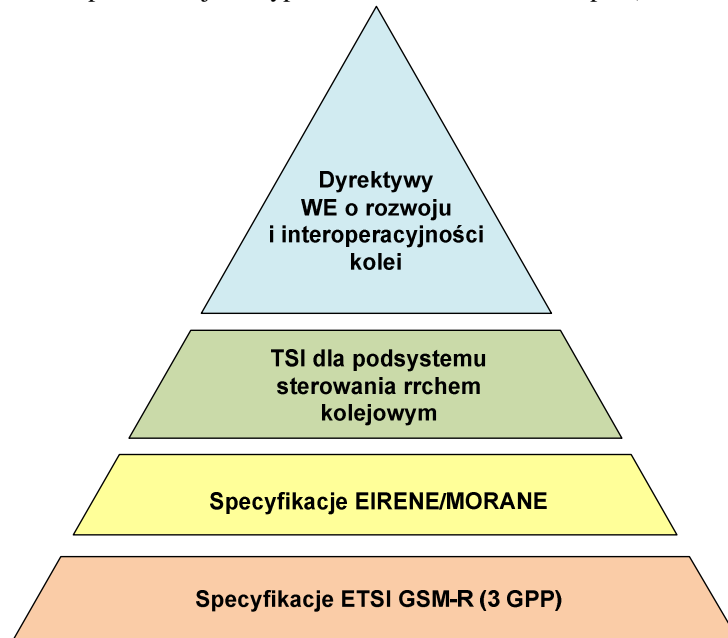 Dyrektywy
WE o rozwoju
i interoperacyjności
kolei
TSI dla podsystemu
sterowania rrchem
kolejowym
Specyfikacje EIRENE/MORANE
Specyfikacje ETSI GSM-R (3 GPP)